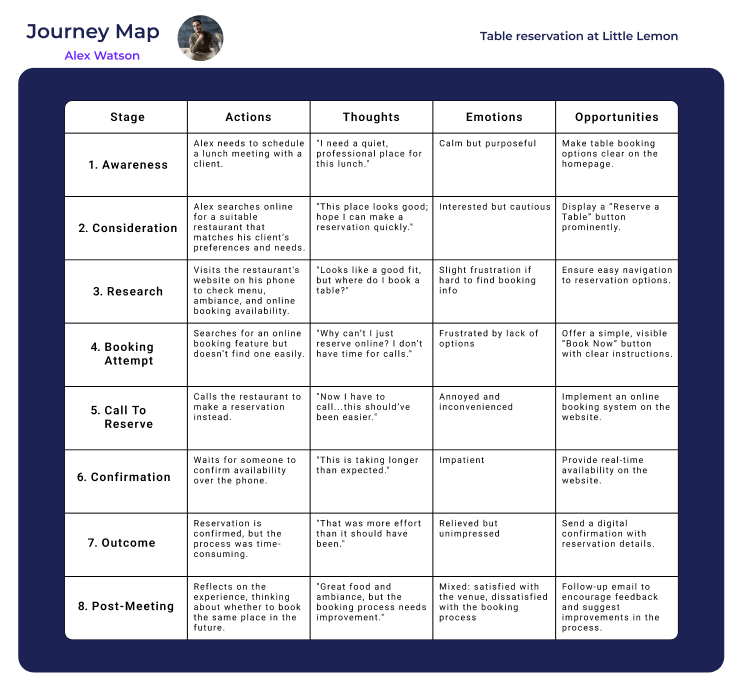 Journey Map
Alex Watson
Table reservation at Little Lemon
Stage
Actions
Thoughts
Emotions
Opportunities
1. Awareness
Alex needs to schedule
a lunch meeting with a
client.
"I need a quiet,
professional place for
this lunch."
Calm but purposeful
Make table booking
options clear on the
homepage.
2. Consideration
Alex searches online
for a suitable
restaurant that
matches his client's
preferences and needs.
"This place looks good;
hope I can make a
reservation quickly."
Interested but cautious
Display a “Reserve a
Table” button
prominently.
3. Research
Visits the restaurant's
website on his phone
to check menu,
ambiance, and online
booking availability.
"Looks like a good fit,
but where do I book a
table?"
Slight frustration if
hard to find booking
info
Ensure easy navigation
to reservation options.
4. Booking
Attempt
Searches for an online
booking feature but
doesn't find one easily.
"Why can't I just
reserve online? I don't
have time for calls."
Frustrated by lack of
options
Offer a simple, visible
“Book Now” button
with clear instructions.
5. Call To
Reserve
Calls the restaurant to
make a reservation
instead.
"Now I have to
call...this should've
been easier."
Annoyed and
inconvenienced
Implement an online
booking system on the
website.
6. Confirmation
Waits for someone to
confirm availability
over the phone.
"This is taking longer
than expected."
Impatient
Provide real-time
availability on the
website.
7. Outcome
Reservation is
confirmed, but the
process was time-
consuming.
"That was more effort
than it should have
been."
Relieved but
unimpressed
Send a digital
confirmation with
reservation details.
8. Post-Meeting
Reflects on the
experience, thinking
about whether to book
the same place in the
future.
"Great food and
ambiance, but the
booking process needs
improvement."
Mixed: satisfied with
the venue, dissatisfied
with the booking
process
Follow-up email to
encourage feedback
and suggest
improvements in the
process.